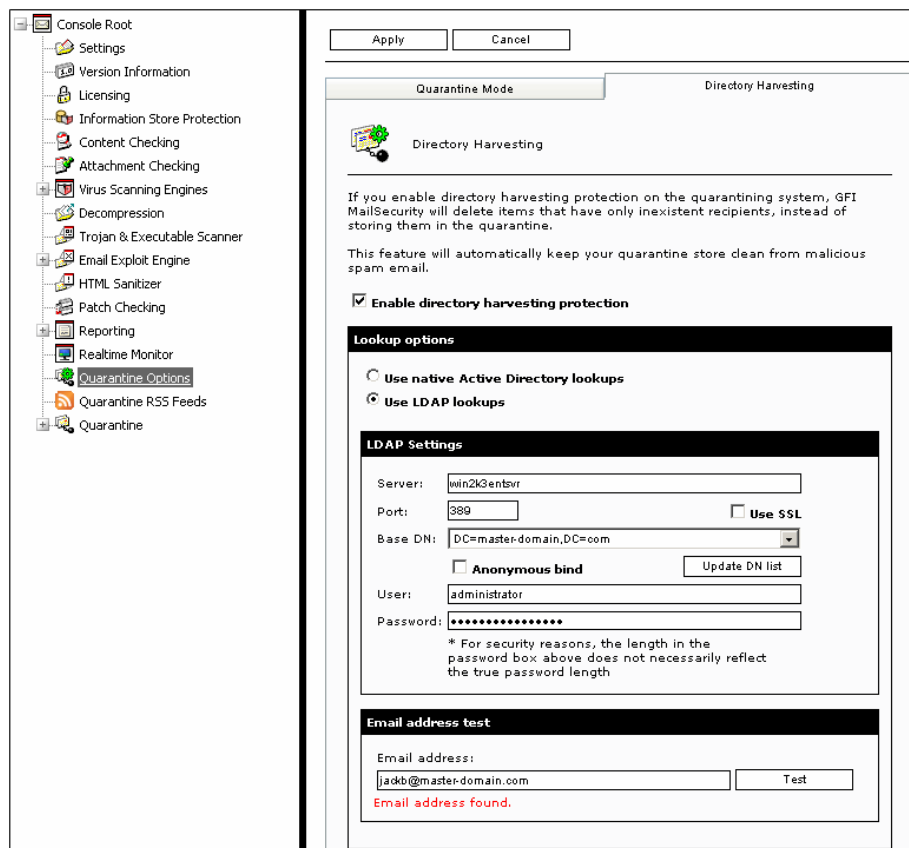 Console Root
Settings
Version Information
Licensing
Information Store Protection
Content Checking
Attachment Checking
Virus Scanning Engines
Decompression
Trojan & Executable Scanner
Email Exploit Engine
HTML Sanitizer
Patch Checking
Reporting
Realtime Monitor
Quarantine Options
Quarantine RSS Feeds
Quarantine
Apply
Cancel
Quarantine Mode
Directory Harvesting
Directory Harvesting
If you enable directory harvesting protection on the quarantining system, GFI
MailSecurity will delete items that have only inexistent recipients, instead of
storing them in the quarantine.
This feature will automatically keep your quarantine store clean from malicious
spam email.
Enable directory harvesting protection
Lookup options
Use native Active Directory lookups
Use LDAP lookups
LDAP Settings
Server: win2k3entsvr
Port: 389
Use SSL
Base DN: DC=master-domain,DC=com
Anonymous bind
Update DN list
User: administrator
Password: ••••••••••••••••
* For security reasons, the length in the
password box above does not necessarily reflect
the true password length
Email address test
Email address:
jackb@master-domain.com
Test
Email address found.